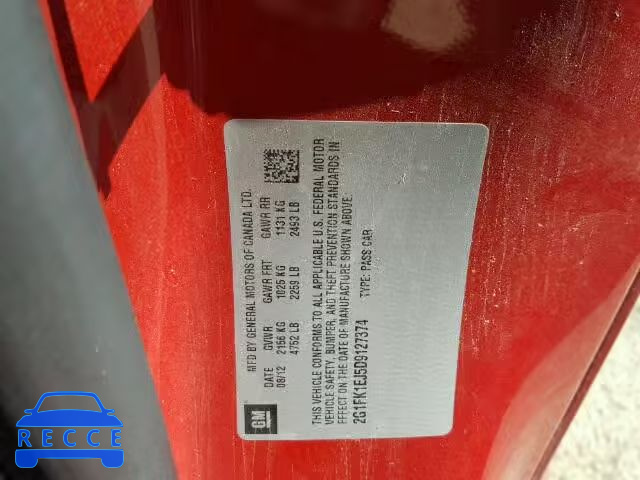 MFD BY GENERAL MOTORS OF CANADA LTD.
DATE GVWR GAWR FRT GAWR RR
08/12 2156 KG 1025 KG 1131 KG
4752 LB 2259 LB 2493 LB
THIS VEHICLE CONFORMS TO ALL APPLICABLE U.S. FEDERAL MOTOR
VEHICLE SAFETY, BUMPER, AND THEFT PREVENTION STANDARDS IN
EFFECT ON THE DATE OF MANUFACTURE SHOWN ABOVE.
2G1FK1EJ5D9127374 TYPE: PASS CAR
GM
RECCE